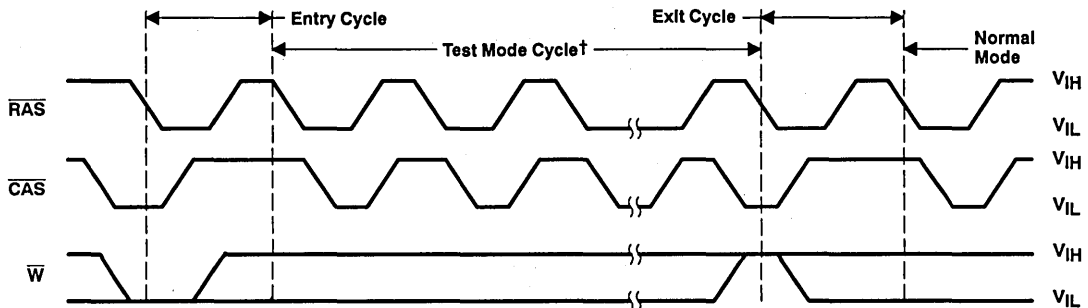 Entry Cycle
Exit Cycle
Test Mode Cycle†
Normal
Mode
RAS
VIH
VIL
CAS
VIH
VIL
W
VIH
VIL